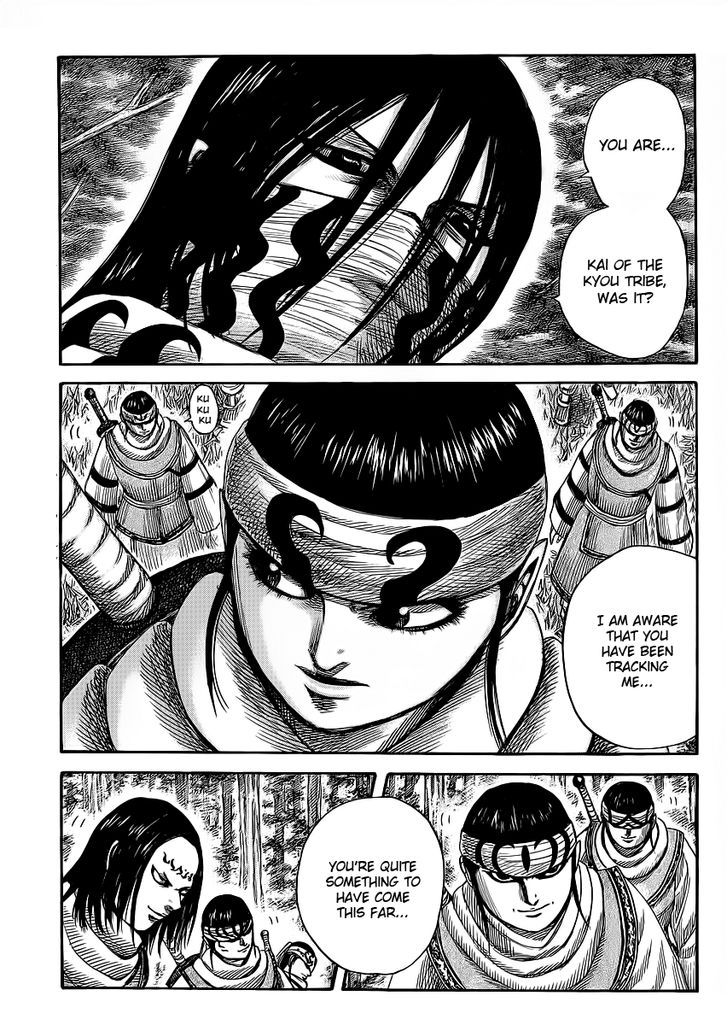 YOU ARE...
KAI OF THE
KYOU TRIBE,
WAS IT?
KU
KU
KU
I AM AWARE
THAT YOU
HAVE BEEN
TRACKING
ME...
YOU'RE QUITE
SOMETHING TO
HAVE COME
THIS FAR...